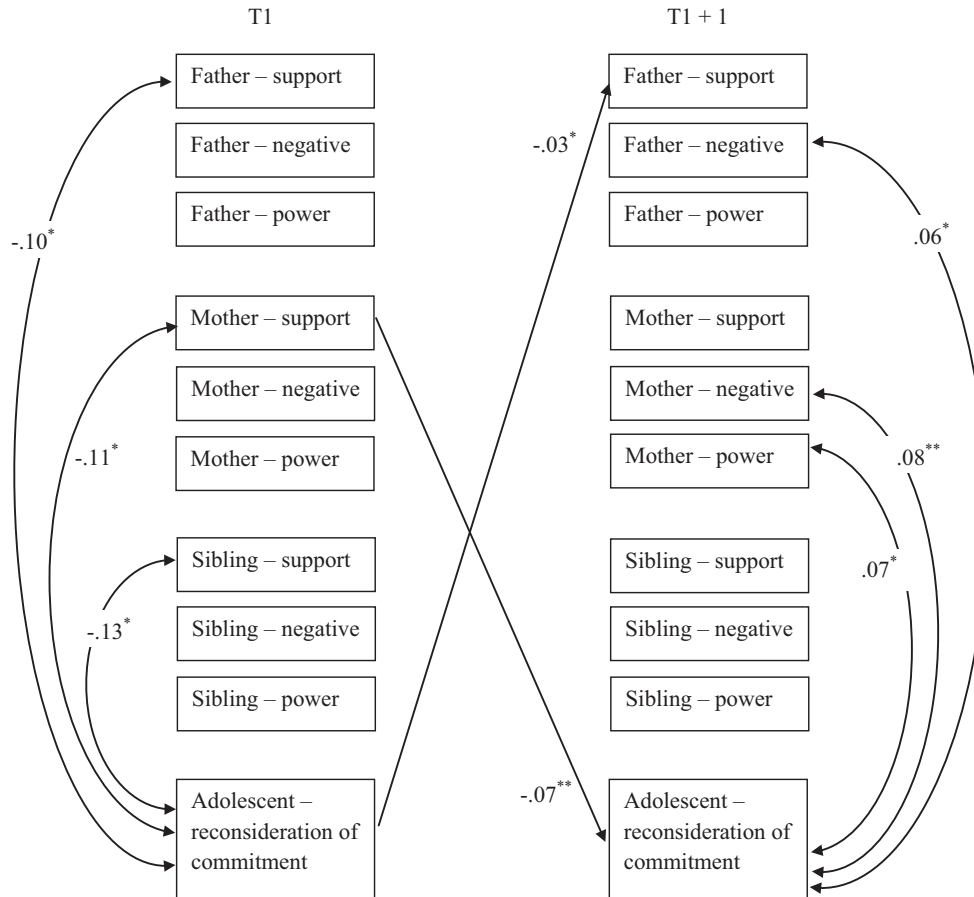 T1
T1 + 1
Father – support
Father – negative
Father – power
Mother – support
Mother – negative
Mother – power
Sibling – support
Sibling – negative
Sibling – power
Adolescent –
reconsideration of
commitment
-.10*
-.11*
-.13*
-.03*
-.07**
Father – support
Father – negative
Father – power
Mother – support
Mother – negative
Mother – power
Sibling – support
Sibling – negative
Sibling – power
Adolescent –
reconsideration of
commitment
.06*
.08**
.07*